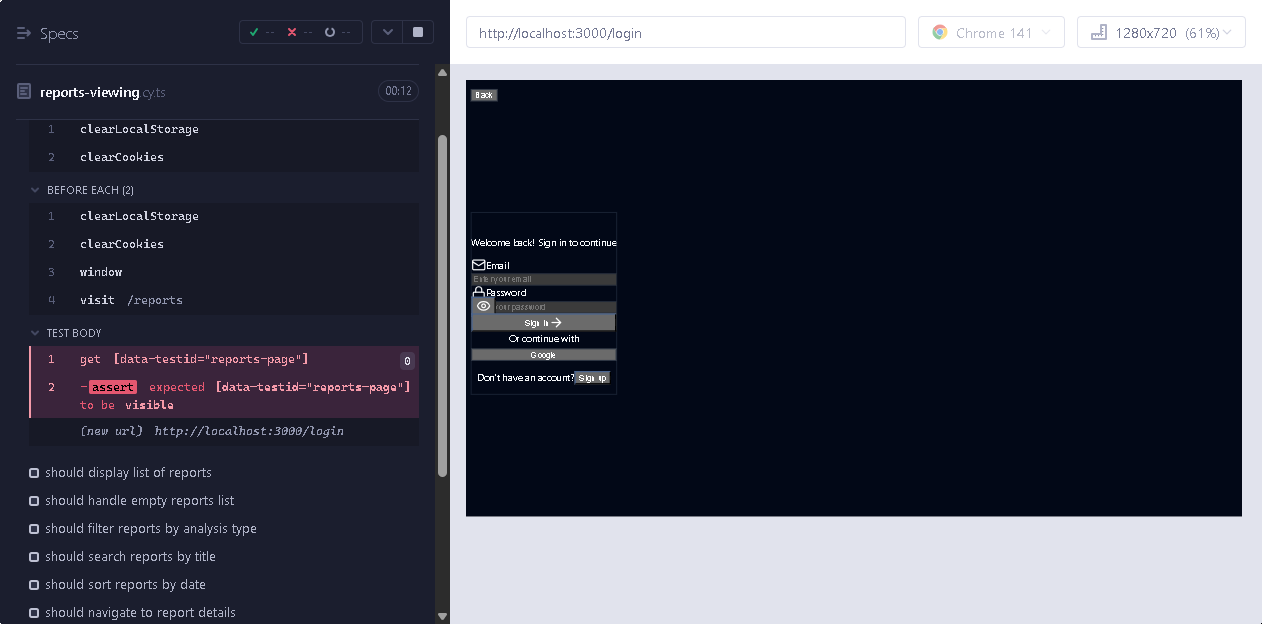 Specs
--
--
--
reports-viewing.cy.ts
00:12
1 clearLocalStorage
2 clearCookies
BEFORE EACH (2)
1 clearLocalStorage
2 clearCookies
3 window
4 visit /reports
TEST BODY
1 get [data-testid="reports-page"] 0
2 -assert expected [data-testid="reports-page"]
to be visible
(new url) http://localhost:3000/login
should display list of reports
should handle empty reports list
should filter reports by analysis type
should search reports by title
should sort reports by date
should navigate to report details
http://localhost:3000/login
Chrome 141
1280x720 (61%)
Back
Welcome back! Sign in to continue
Email
Enter your email
Password
your password
Sign In
Or continue with
Google
Don't have an account? Sign up